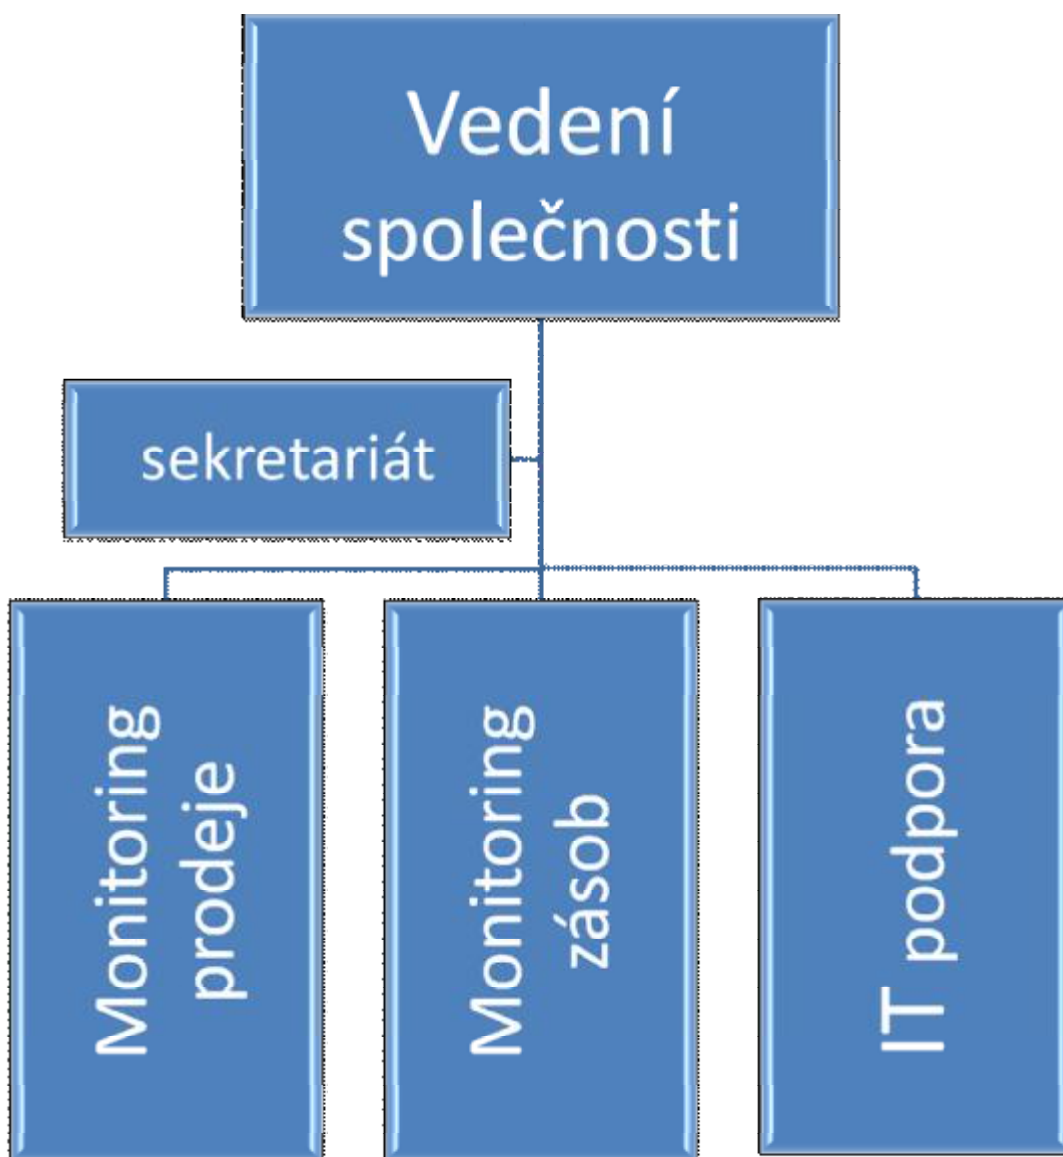 Vedení
společnosti
sekretariát
Monitoring
prodeje
Monitoring
zásob
IT podpora